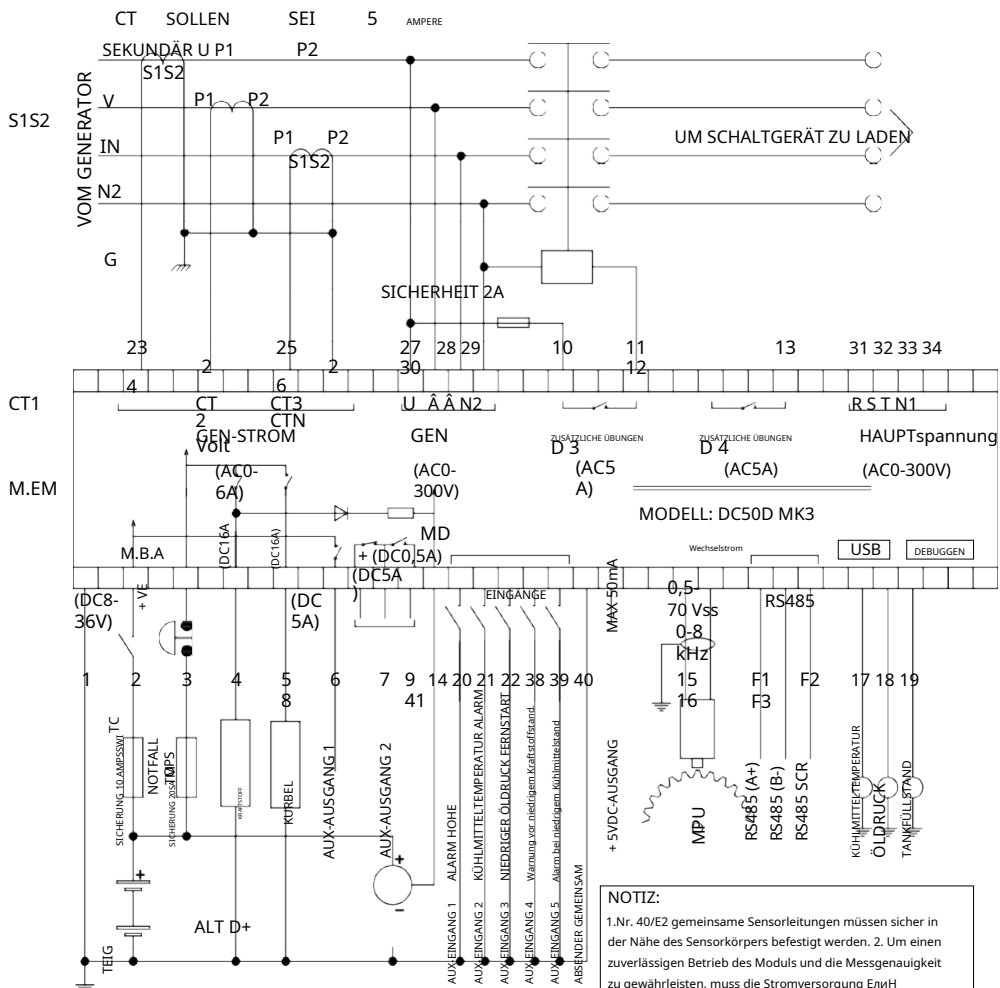 CT SOLLEN SEI 5 AMPERE
SEKUNDÄR U P1 P2
S1S2
P1 P2
V
S1S2
P1 P2
IN
S1S2
UM SCHALTGERÄT ZU LADEN
VOM GENERATOR
N2
G
SICHERHEIT 2A
23 25 27 28 29 10 11 13 31 32 33 34
2 2 30 12
4 6
CT1 CT CT3 U Â Â N2 R S T N1
2 CTN
GEN-STROM GEN ZUSÄTZLICHE ÜBUNGEN ZUSÄTZLICHE ÜBUNGEN HAUPTspannung
Volt D 3 D 4
(AC0-6A) (AC0-300V) (AC5 A) (AC5A) (AC0-300V)
M.EM
MODELL: DC50D MK3
MD
(DC16A
(DC16A)
M.B.A
+ (DC0,5A)
(DC5A
)
Wechselstrom
USB DEBUGGEN
(DC8-36V)
+ VE
(DC 5A)
EINGÄNGE
MAX 50mA
0,5-
70 Vss
0-8
kHz
RS485
1 2 3 4 5 6 7 9 14 20 21 22 38 39 40 15 F1 F2 17 18 19
8 41 16 F3
TC
SICHERUNG 10 AMPSSWI
NOTFALL
KRAFTSTOFF
KURBEL
AUX-AUSGANG 1
AUX-AUSGANG 2
ALARM HOHE
KÜHLMITTELTEMPERATUR ALARM
NIEDRIGER ÖLDRUCK FERNSTART
Warnung vor niedrigem Kraftstoffstand.
Alarm bei niedrigem Kühlmittelstand
+ 5VDC-AUSGANG
MPU
RS485 (A+)
RS485 (B-)
RS485 SCR
KÜHLMITTELTEMPERATUR
ÖLDRUCK
TANKFÜLLSTAND
+
+
−
ALT D+
TEIG
AUX-EINGANG 1
AUX-EINGANG 2
AUX-EINGANG 3
AUX-EINGANG 4
AUX-EINGANG 5
ABSENDER GEMEINSAM
NOTIZ:
1.Nr. 40/E2 gemeinsame Sensorleitungen müssen sicher in
der Nähe des Sensorkörpers befestigt werden. 2. Um einen
zuverlässigen Betrieb des Moduls und die Messgenauigkeit
zu gewährleisten, muss die Stromversorgung